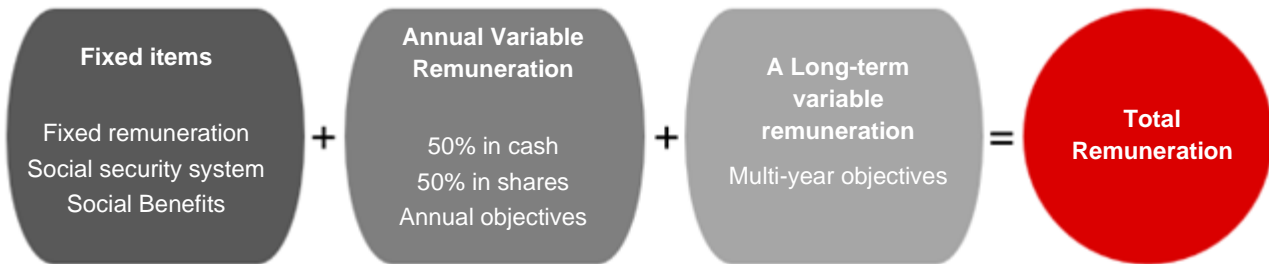 Fixed items
Fixed remuneration
Social security system
Social Benefits
+
Annual Variable
Remuneration
50% in cash
50% in shares
Annual objectives
+
A Long-term
variable
remuneration
Multi-year objectives
=
Total
Remuneration